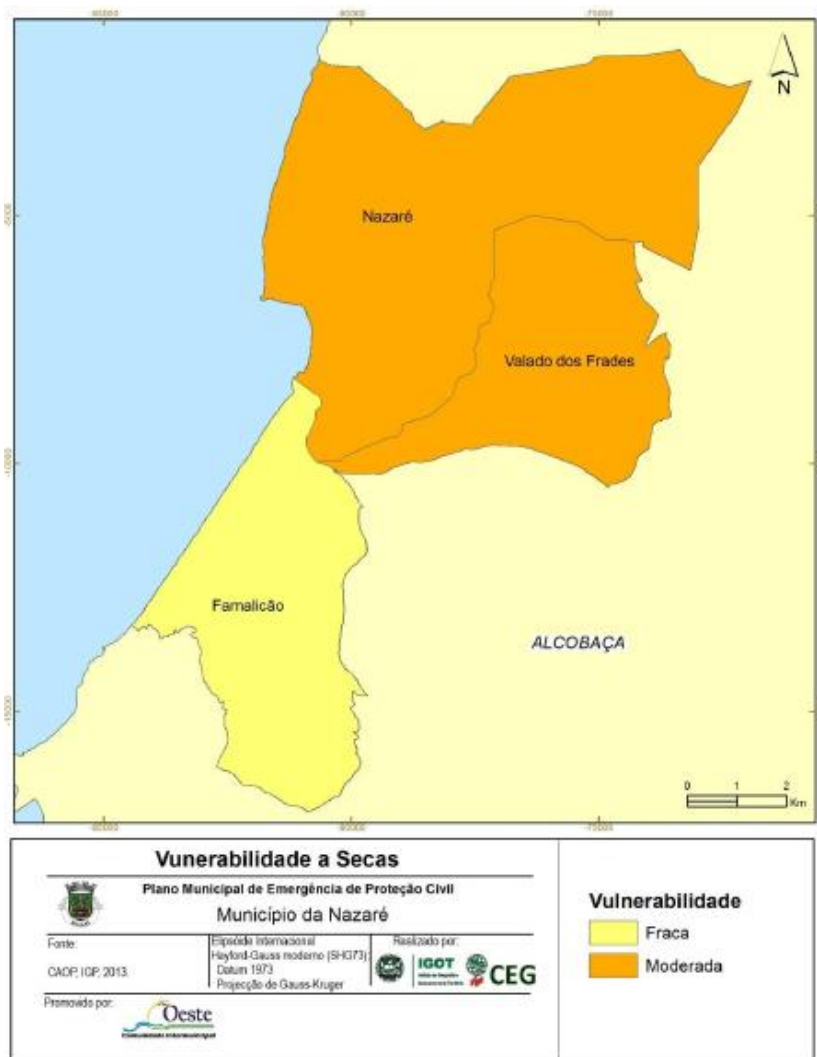 N
Nazaré
Valado dos Frades
Famalicão
ALCOBAÇA
0 1 2
Km
Vunerabilidade a Secas
Plano Municipal de Emergência de Proteção Civil
Município da Nazaré
Fonte:
CAOP, IGP, 2013.
Elipsóide Internacional
Hayford-Gauss moderno (SHG73)
Datum 1973
Projecção de Gauss-Kruger
Realizado por:
IGOT
CEG
Promovido por:
Oeste
Comunidade Intermunicipal
Vulnerabilidade
Fraca
Moderada